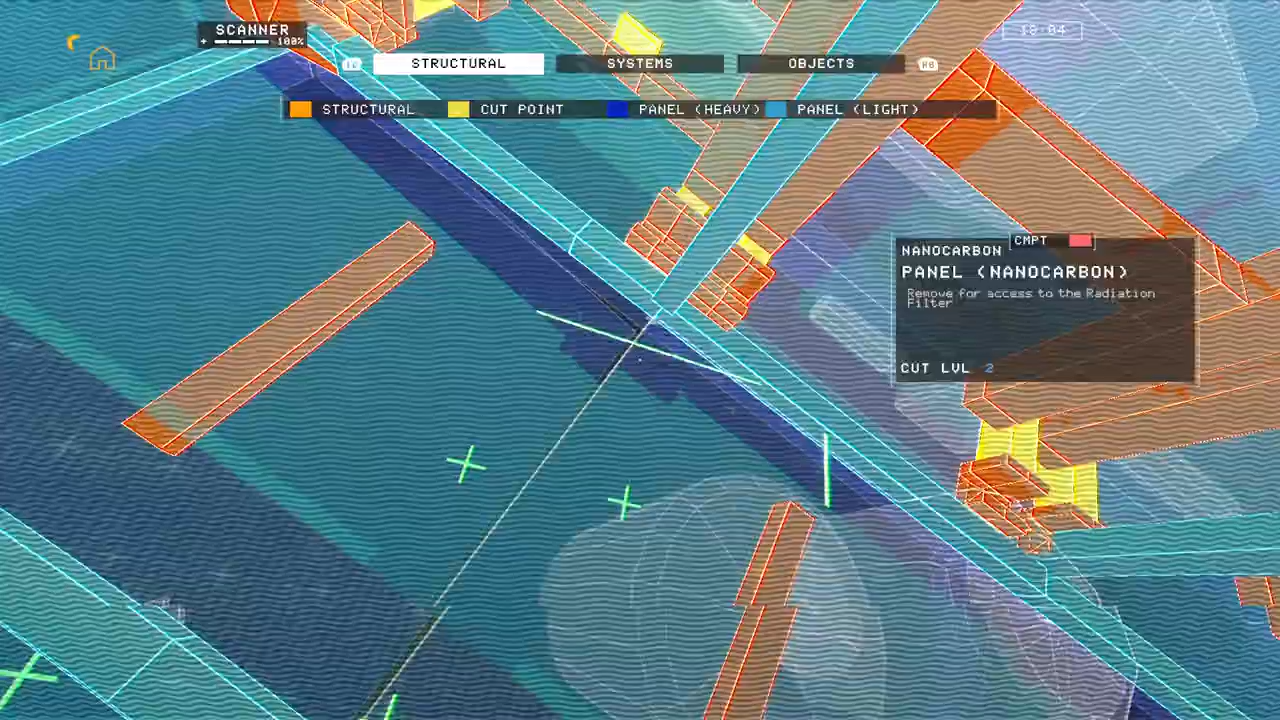 SCANNER
+ 100%
STRUCTURAL
SYSTEMS
OBJECTS
STRUCTURAL
CUT POINT
PANEL (HEAVY)
PANEL (LIGHT)
CMPT
NANOCARBON
PANEL (NANOCARBON)
Remove for access to the Radiation
Filter
CUT LVL 2